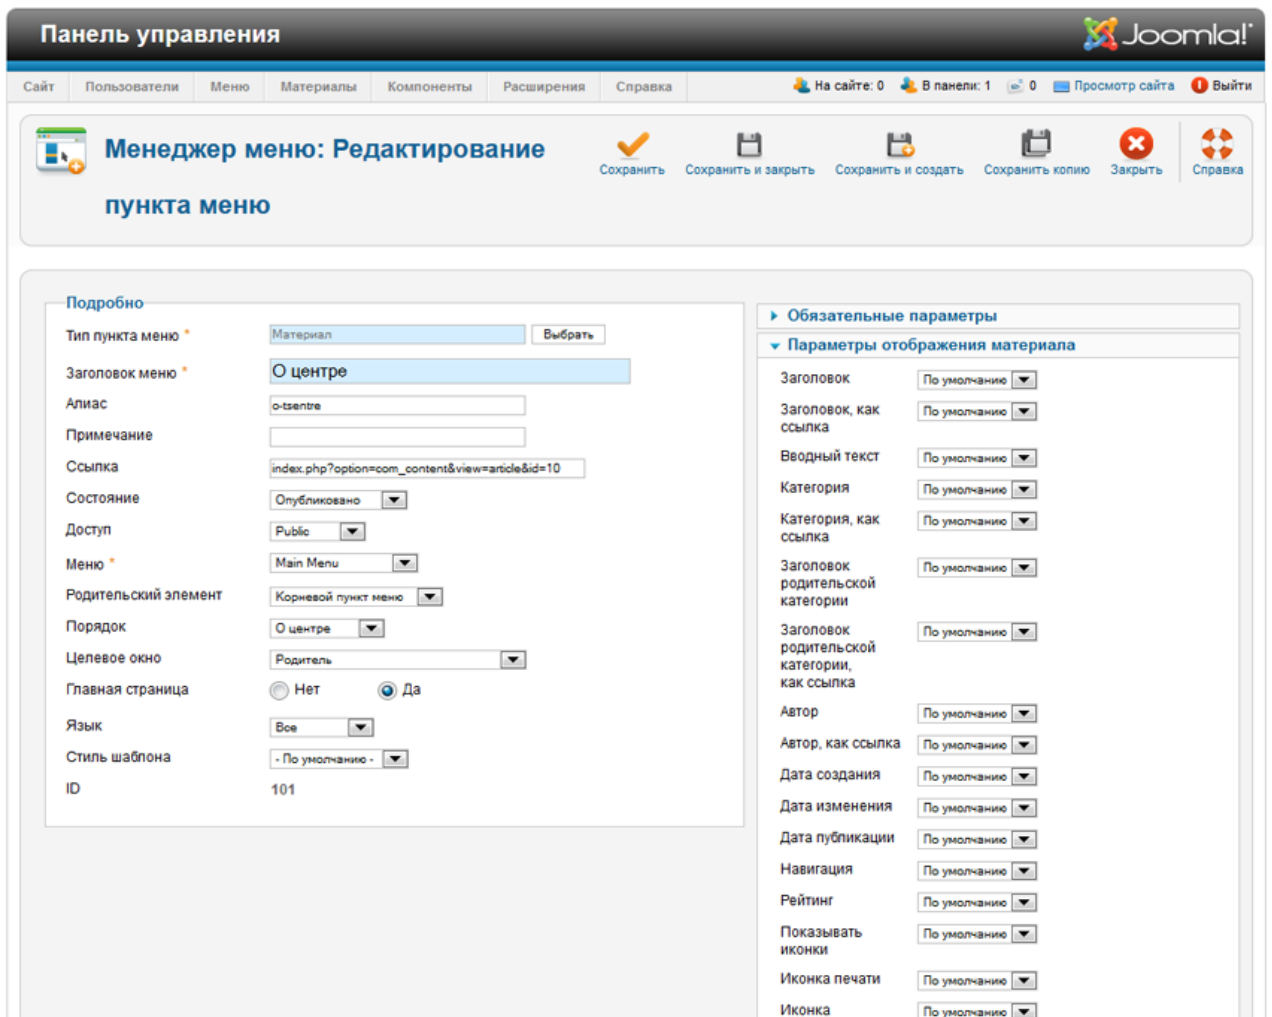 Панель управления
Joomla!
Сайт Пользователи Меню Материалы Компоненты Расширения Справка На сайте: 0 В панели: 1 0 Просмотр сайта Выйти
Менеджер меню: Редактирование
пункта меню
Сохранить Сохранить и закрыть Сохранить и создать Сохранить копию Закрыть Справка
Подробно
Тип пункта меню * Материал Выбрать
Заголовок меню * О центре
Алиас o-tsentre
Примечание
Ссылка index.php?option=com_content&view=article&id=10
Состояние Опубликовано
Доступ Public
Меню * Main Menu
Родительский элемент Корневой пункт меню
Порядок О центре
Целевое окно Родитель
Главная страница Нет Да
Язык Все
Стиль шаблона - По умолчанию -
ID 101
Обязательные параметры
Параметры отображения материала
Заголовок По умолчанию
Заголовок, как По умолчанию
ссылка
Вводный текст По умолчанию
Категория По умолчанию
Категория, как По умолчанию
ссылка
Заголовок По умолчанию
родительской
категории
Заголовок По умолчанию
родительской
категории,
как ссылка
Автор По умолчанию
Автор, как ссылка По умолчанию
Дата создания По умолчанию
Дата изменения По умолчанию
Дата публикации По умолчанию
Навигация По умолчанию
Рейтинг По умолчанию
Показывать По умолчанию
иконки
Иконка печати По умолчанию
Иконка По умолчанию